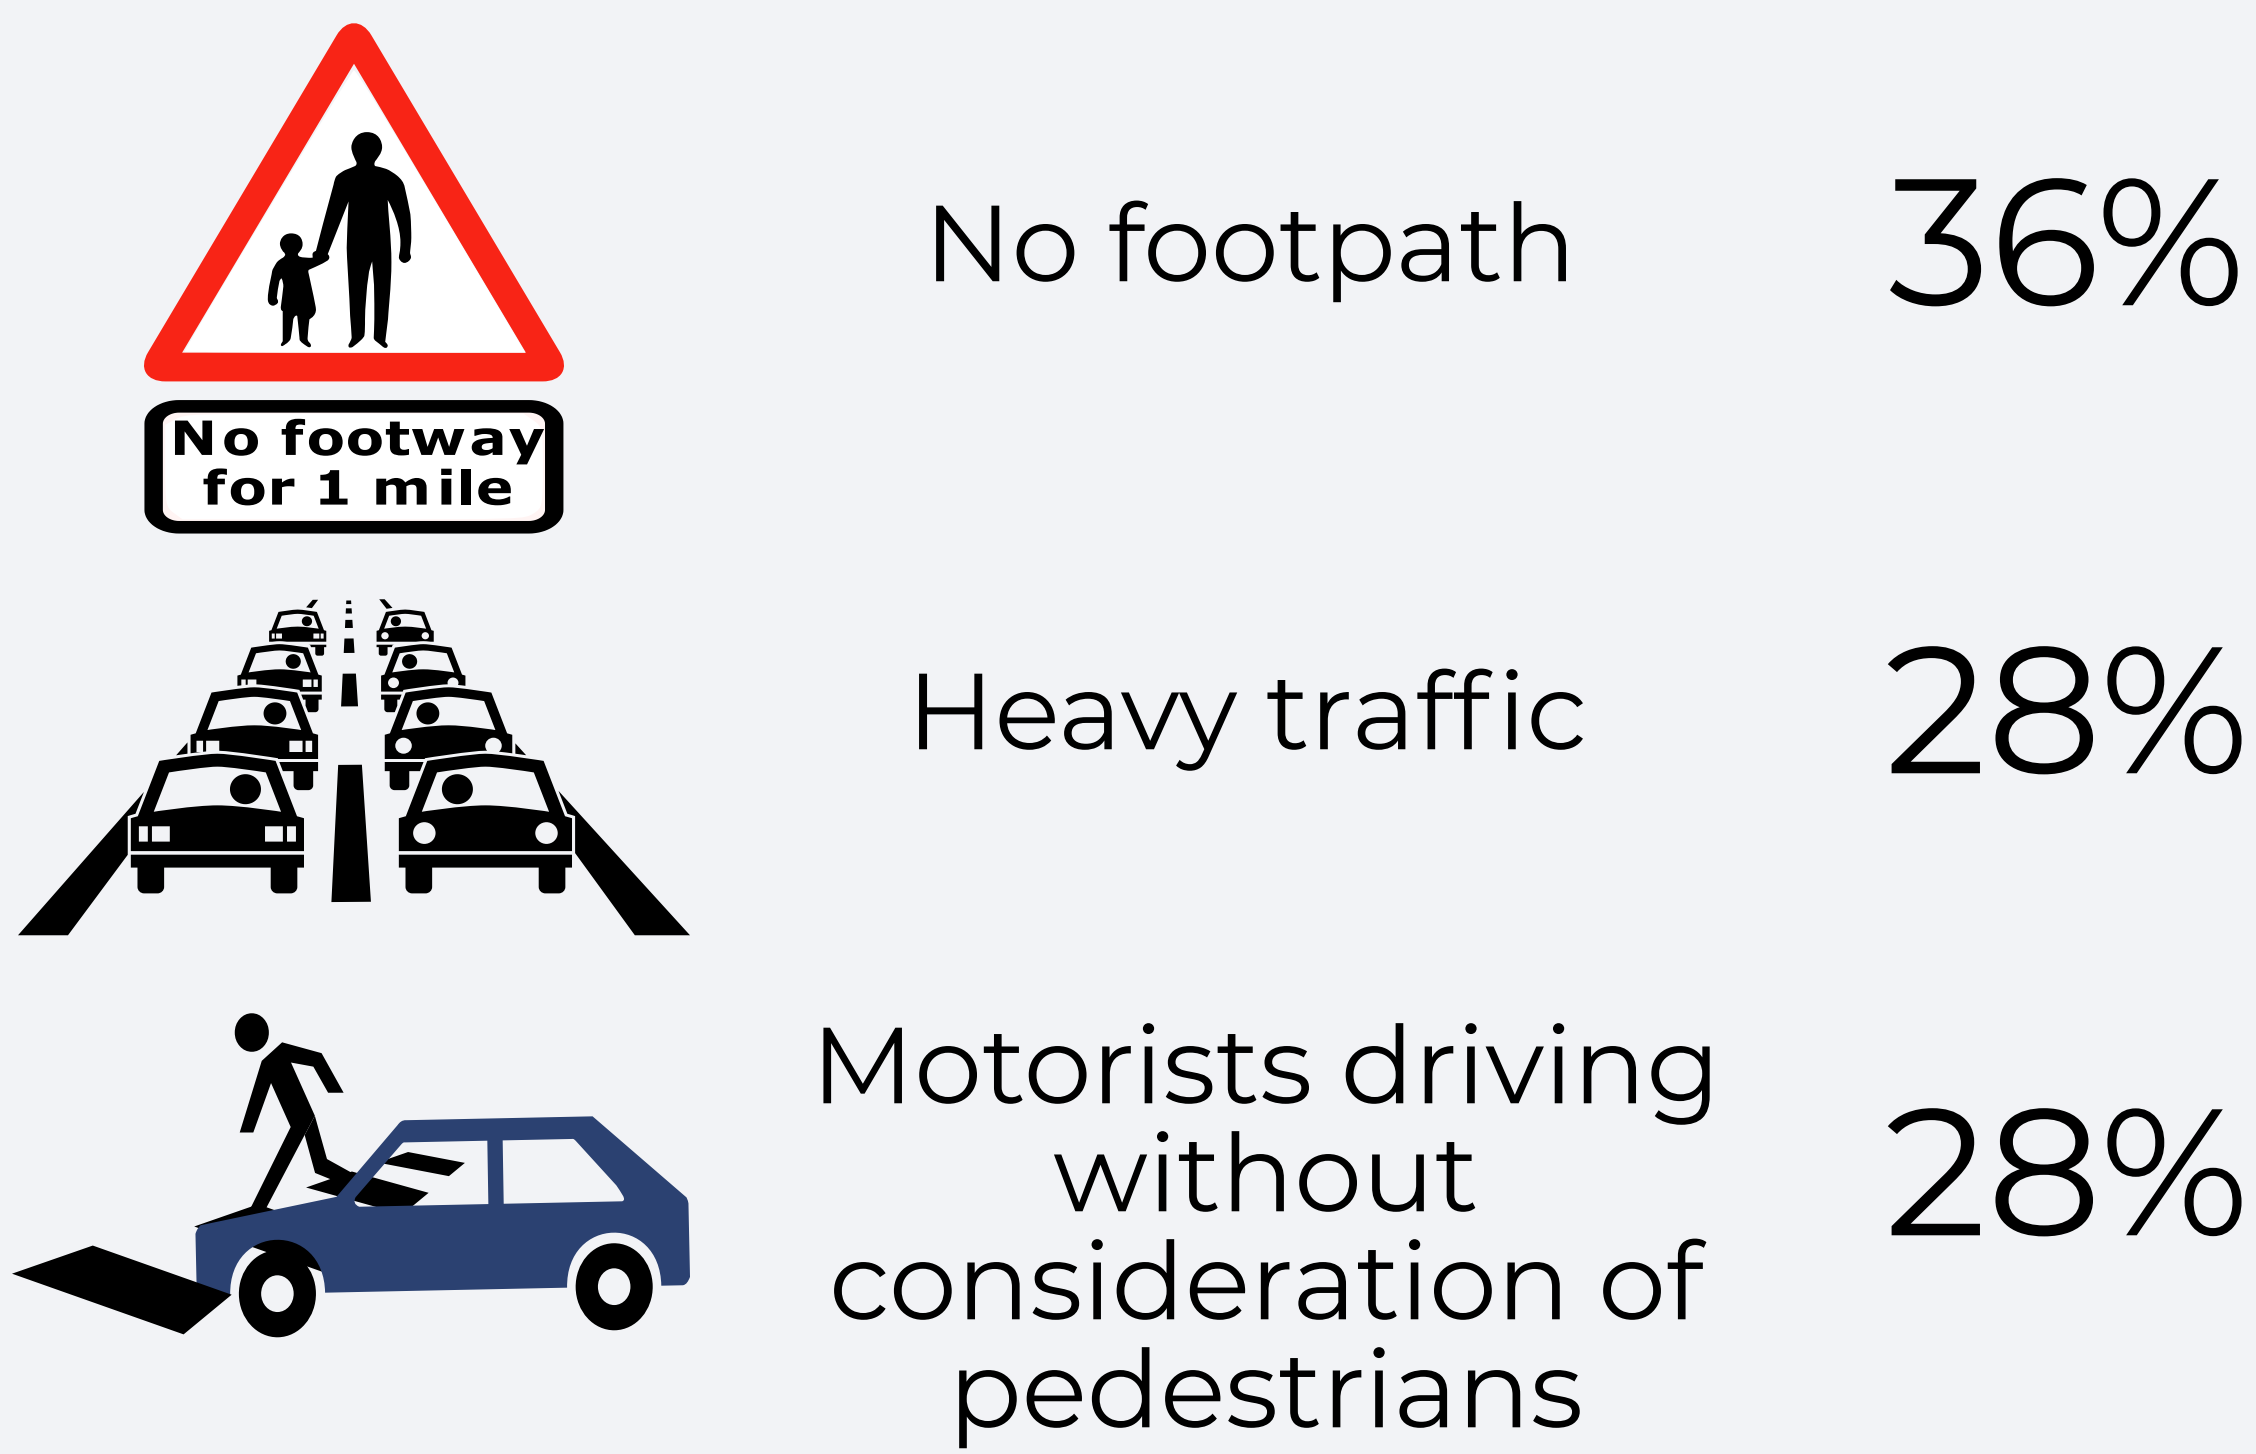 No footway
for 1 mile
No footpath
36%
Heavy traffic
28%
Motorists driving
without
consideration of
pedestrians
28%